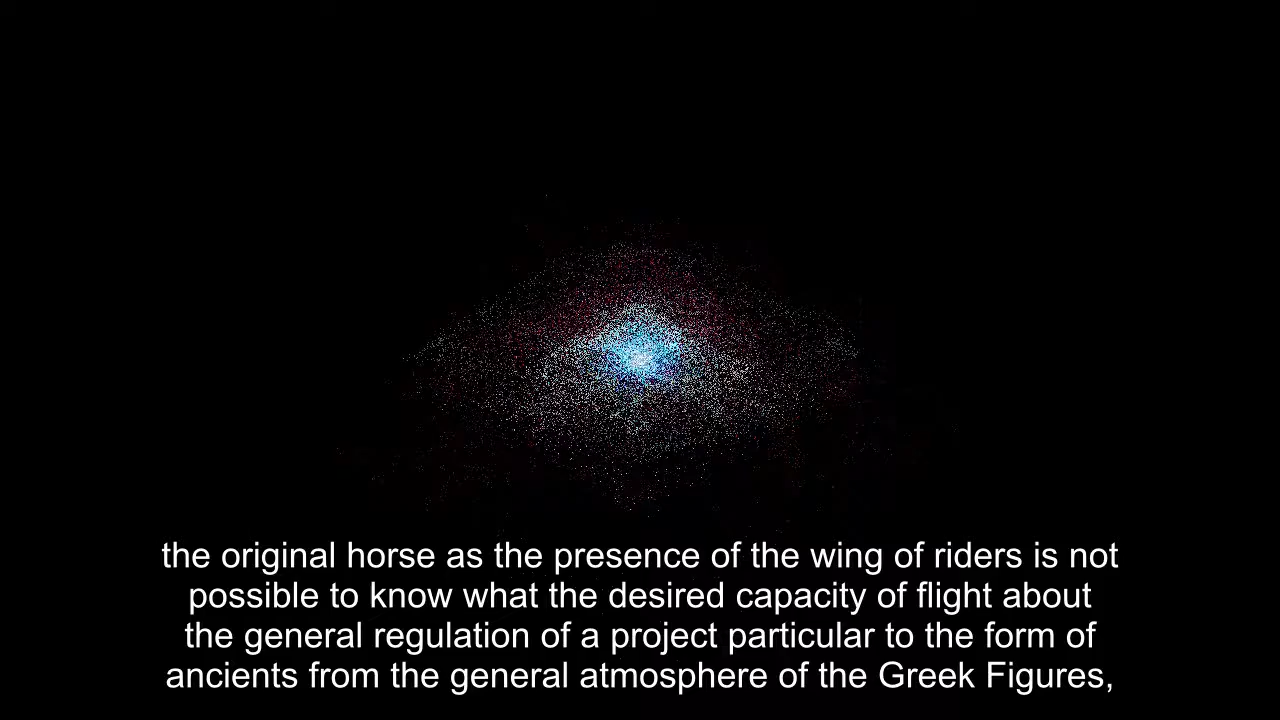 the original horse as the presence of the wing of riders is not
possible to know what the desired capacity of flight about
the general regulation of a project particular to the form of
ancients from the general atmosphere of the Greek Figures,